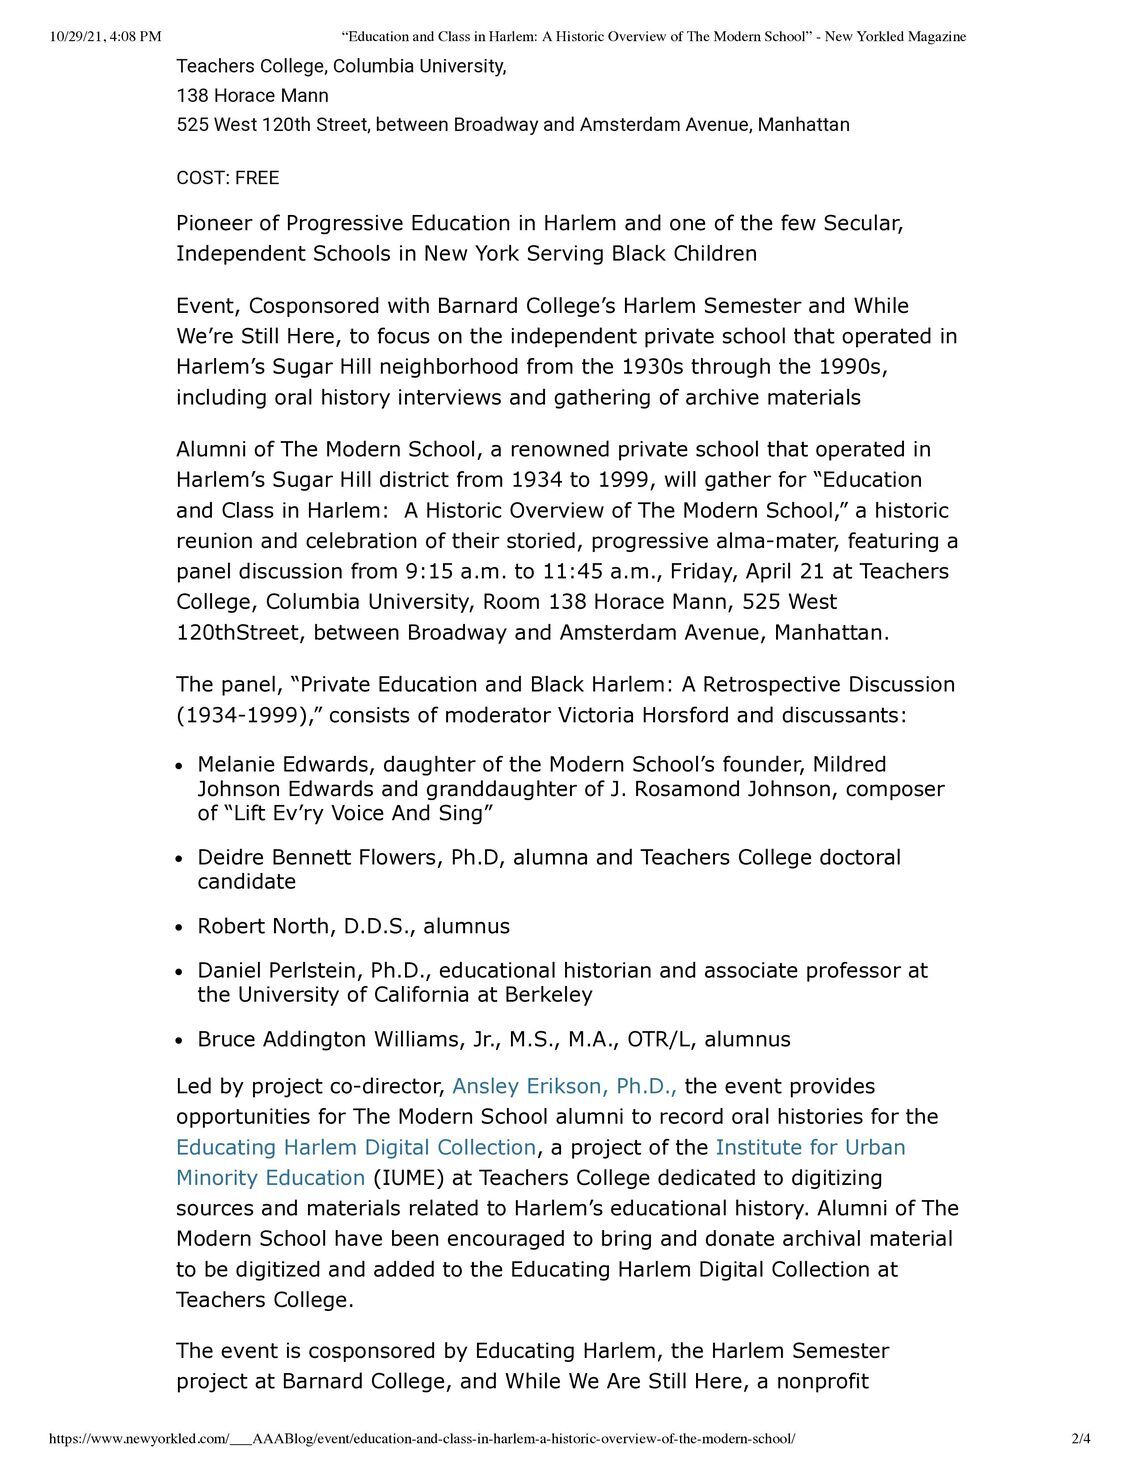 10/29/21, 4:08 PM
“Education and Class in Harlem: A Historic Overview of The Modern School” - New Yorkled Magazine
Teachers College, Columbia University,
138 Horace Mann
525 West 120th Street, between Broadway and Amsterdam Avenue, Manhattan
COST: FREE
Pioneer of Progressive Education in Harlem and one of the few Secular,
Independent Schools in New York Serving Black Children
Event, Cosponsored with Barnard College’s Harlem Semester and While
We’re Still Here, to focus on the independent private school that operated in
Harlem’s Sugar Hill neighborhood from the 1930s through the 1990s,
including oral history interviews and gathering of archive materials
Alumni of The Modern School, a renowned private school that operated in
Harlem’s Sugar Hill district from 1934 to 1999, will gather for “Education
and Class in Harlem:  A Historic Overview of The Modern School,” a historic
reunion and celebration of their storied, progressive alma-mater, featuring a
panel discussion from 9:15 a.m. to 11:45 a.m., Friday, April 21 at Teachers
College, Columbia University, Room 138 Horace Mann, 525 West
120thStreet, between Broadway and Amsterdam Avenue, Manhattan.
The panel, “Private Education and Black Harlem: A Retrospective Discussion
(1934-1999),” consists of moderator Victoria Horsford and discussants:
• Melanie Edwards, daughter of the Modern School’s founder, Mildred
Johnson Edwards and granddaughter of J. Rosamond Johnson, composer
of “Lift Ev’ry Voice And Sing”
• Deidre Bennett Flowers, Ph.D, alumna and Teachers College doctoral
candidate
• Robert North, D.D.S., alumnus
• Daniel Perlstein, Ph.D., educational historian and associate professor at
the University of California at Berkeley
• Bruce Addington Williams, Jr., M.S., M.A., OTR/L, alumnus
Led by project co-director, Ansley Erikson, Ph.D., the event provides
opportunities for The Modern School alumni to record oral histories for the
Educating Harlem Digital Collection, a project of the Institute for Urban
Minority Education (IUME) at Teachers College dedicated to digitizing
sources and materials related to Harlem’s educational history. Alumni of The
Modern School have been encouraged to bring and donate archival material
to be digitized and added to the Educating Harlem Digital Collection at
Teachers College.
The event is cosponsored by Educating Harlem, the Harlem Semester
project at Barnard College, and While We Are Still Here, a nonprofit
https://www.newyorkled.com/___AAABlog/event/education-and-class-in-harlem-a-historic-overview-of-the-modern-school/
2/4